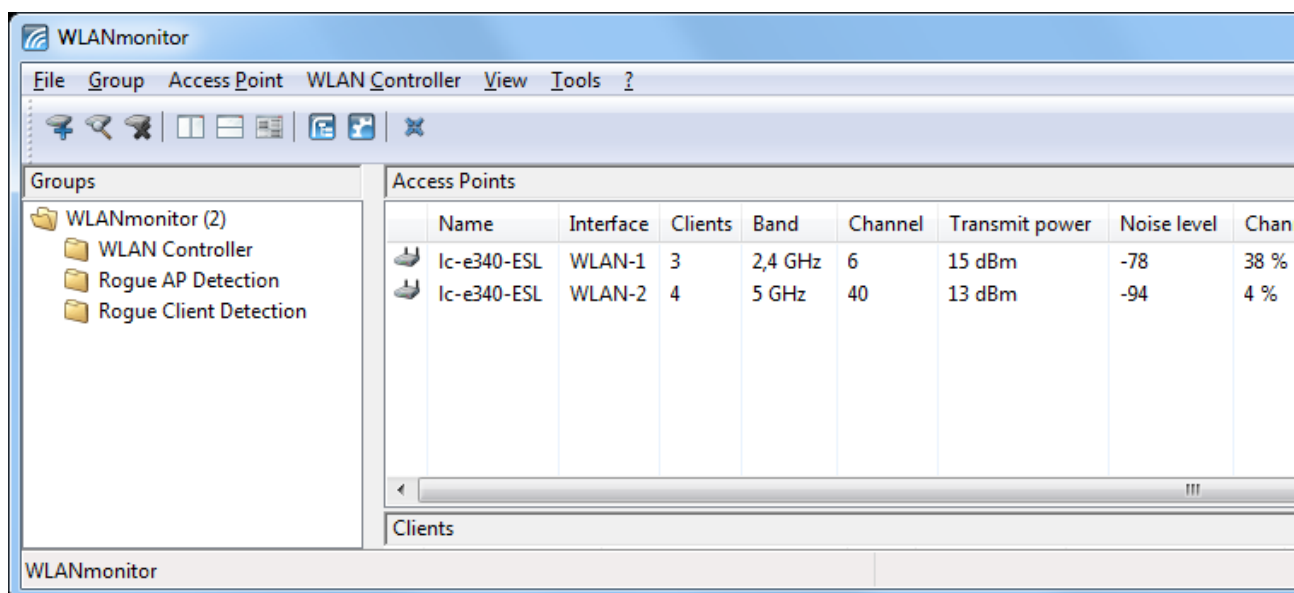 WLANmonitor
File Group Access Point WLAN Controller View Tools ?
Groups
WLANmonitor (2)
WLAN Controller
Rogue AP Detection
Rogue Client Detection
Access Points
Name Interface Clients Band Channel Transmit power Noise level Chan
lc-e340-ESL WLAN-1 3 2,4 GHz 6 15 dBm -78 38 %
lc-e340-ESL WLAN-2 4 5 GHz 40 13 dBm -94 4 %
Clients
WLANmonitor